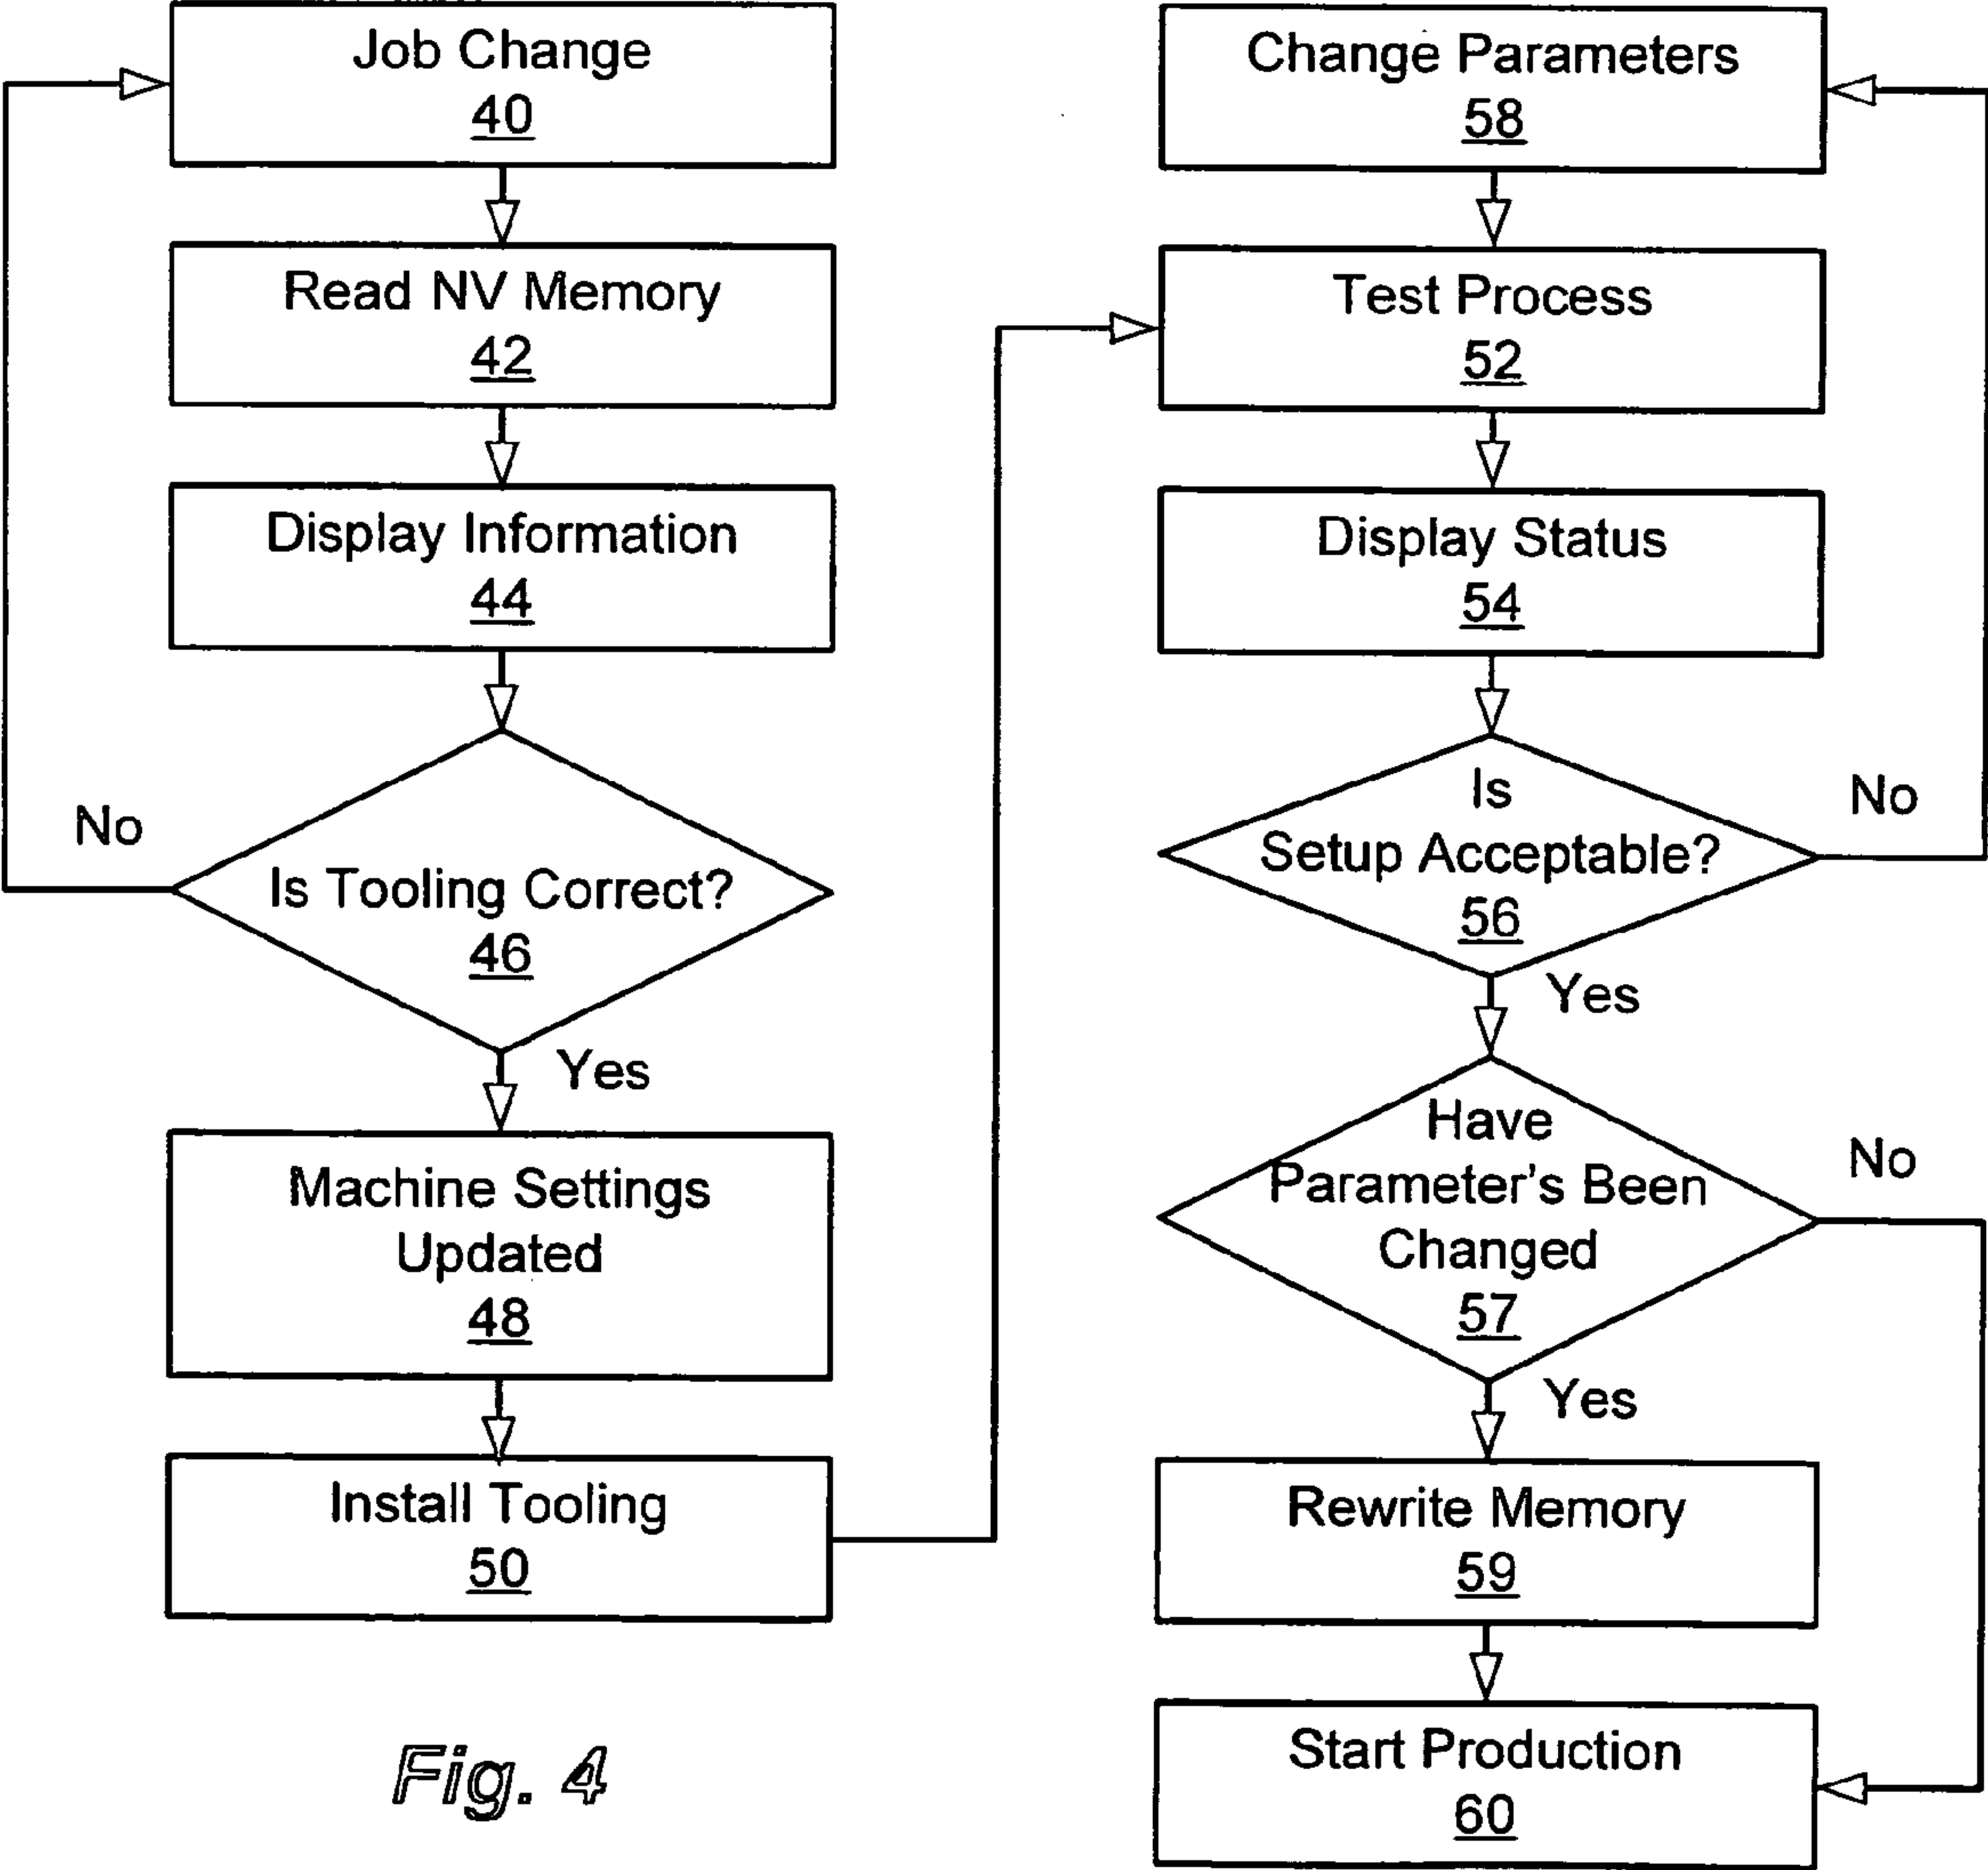 Job Change
40
Read NV Memory
42
Display Information
44
No
Is Tooling Correct?
46
Yes
Machine Settings
Updated
48
Install Tooling
50
Change Parameters
58
Test Process
52
Display Status
54
Is
Setup Acceptable?
56
No
Yes
Have
Parameter's Been
Changed
57
No
Yes
Rewrite Memory
59
Start Production
60
Fig. 4